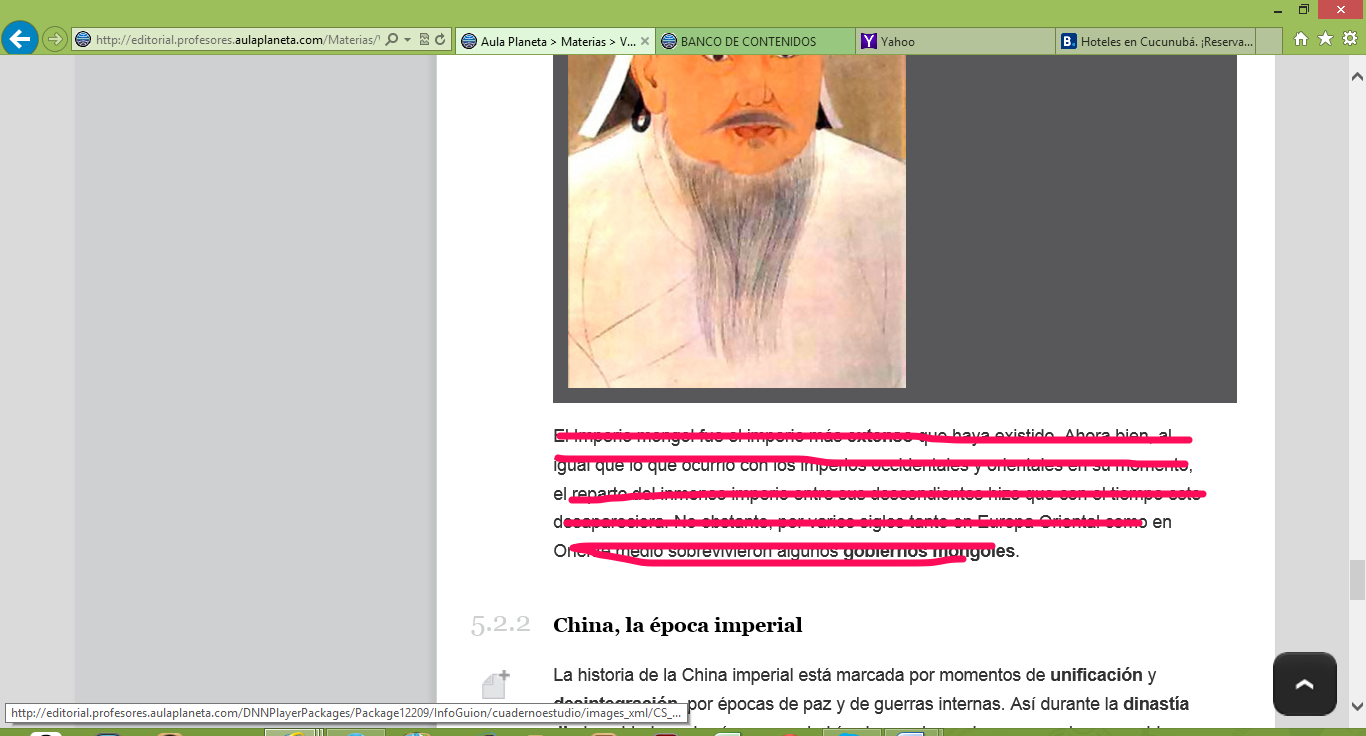 http://editorial.profesores.aulaplaneta.com/Materias/
Aula Planeta > Materias > V...
BANCO DE CONTENIDOS
Yahoo
Hoteles en Cucunubá. ¡Reserva...
El Imperio mongol fue el imperio más extenso que haya existido. Ahora bien, al
igual que lo que ocurrió con los imperios occidentales y orientales en su momento,
el reparto del inmenso imperio entre sus descendientes hizo que con el tiempo este
desapareciera. No obstante, por varios siglos tanto en Europa Oriental como en
Oriente medio sobrevivieron algunos gobiernos mongoles.
5.2.2 China, la época imperial
La historia de la China imperial está marcada por momentos de unificación y
desintegración, por épocas de paz y de guerras internas. Así durante la dinastía
http://editorial.profesores.aulaplaneta.com/DNNPlayerPackages/Package12209/InfoGuion/cuadernoestudio/images_xml/CS_...